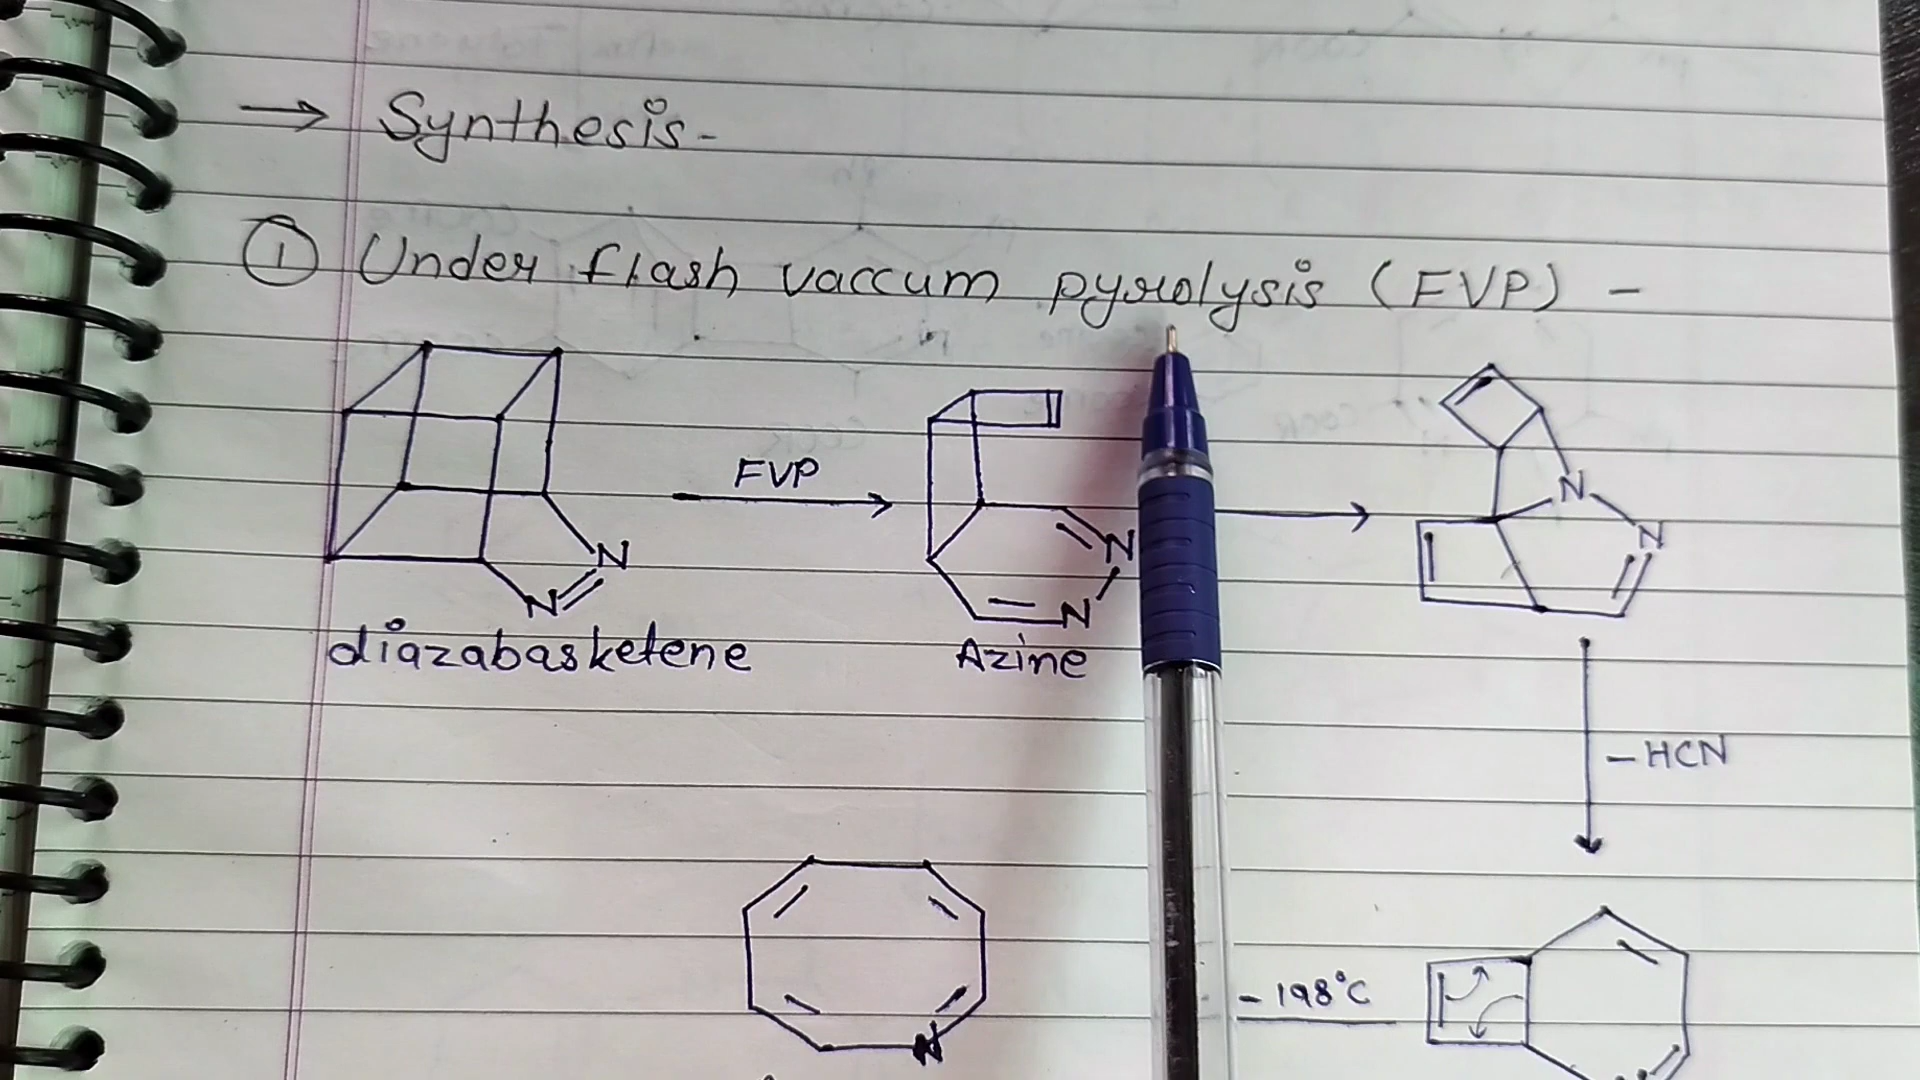 → Synthesis-
① Under flash vaccum pyrolysis (FVP) -
FVP
N
N
N
N
N
N
diazabasketene
Azine
- HCN
- 198°C
N